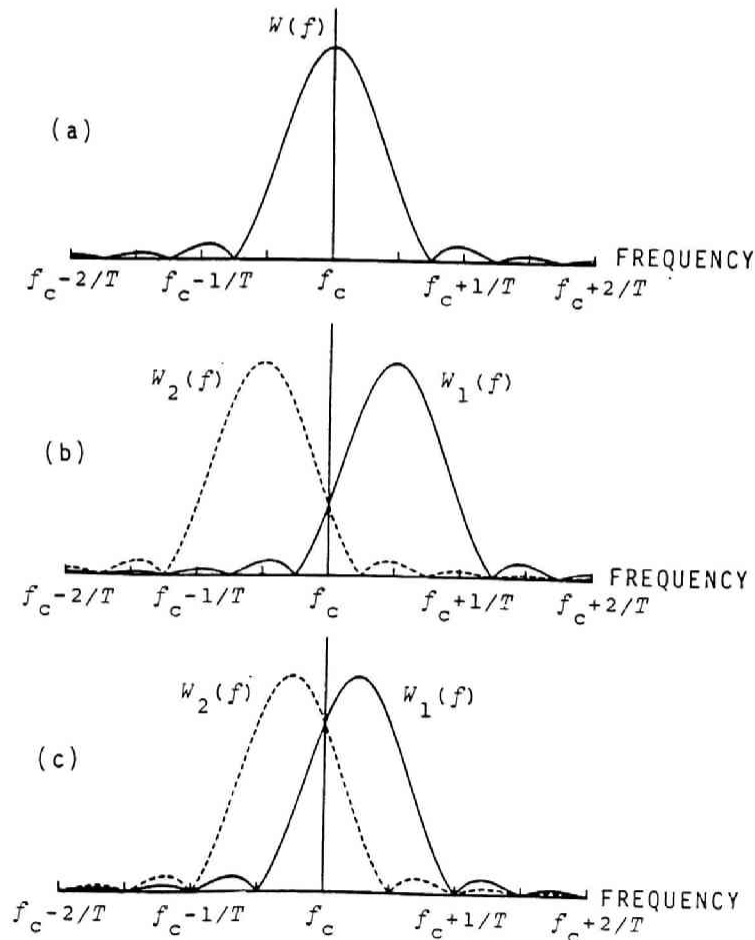 W(f)
(a)
FREQUENCY
f_c-2/T f_c-1/T f_c f_c+1/T f_c+2/T
W_2(f) W_1(f)
(b)
FREQUENCY
f_c-2/T f_c-1/T f_c f_c+1/T f_c+2/T
W_2(f) W_1(f)
(c)
FREQUENCY
f_c-2/T f_c-1/T f_c f_c+1/T f_c+2/T